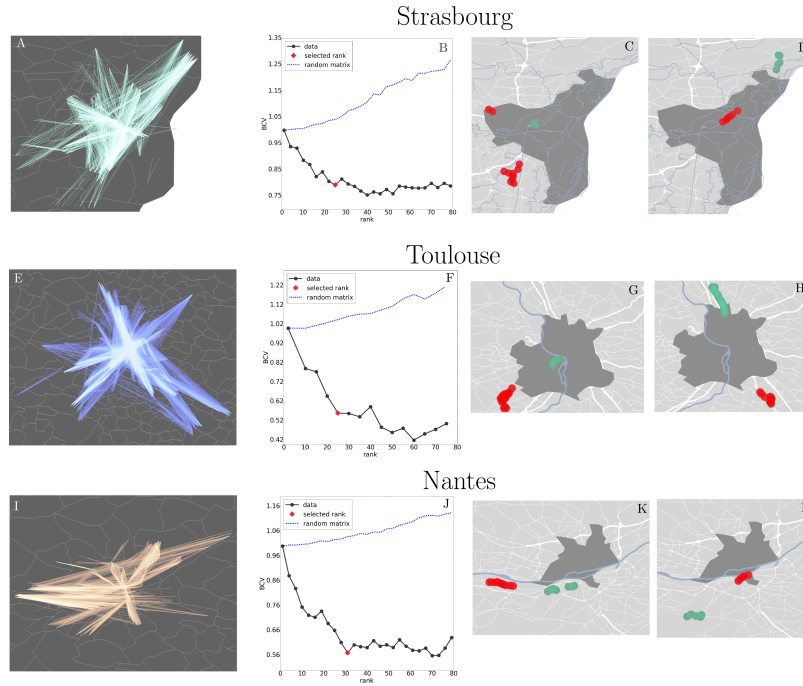 Strasbourg
A
B
C
1.35
1.25
1.15
1.05
0.95
0.85
0.75
BCV
data
selected rank
random matrix
0 10 20 30 40 50 60 70 80
rank
Toulouse
E
F
G
H
1.22
1.12
1.02
0.92
0.82
0.72
0.62
0.52
0.42
BCV
data
selected rank
random matrix
0 10 20 30 40 50 60 70 80
rank
Nantes
I
J
K
1.16
1.06
0.96
0.86
0.76
0.66
0.56
BCV
data
selected rank
random matrix
0 10 20 30 40 50 60 70 80
rank